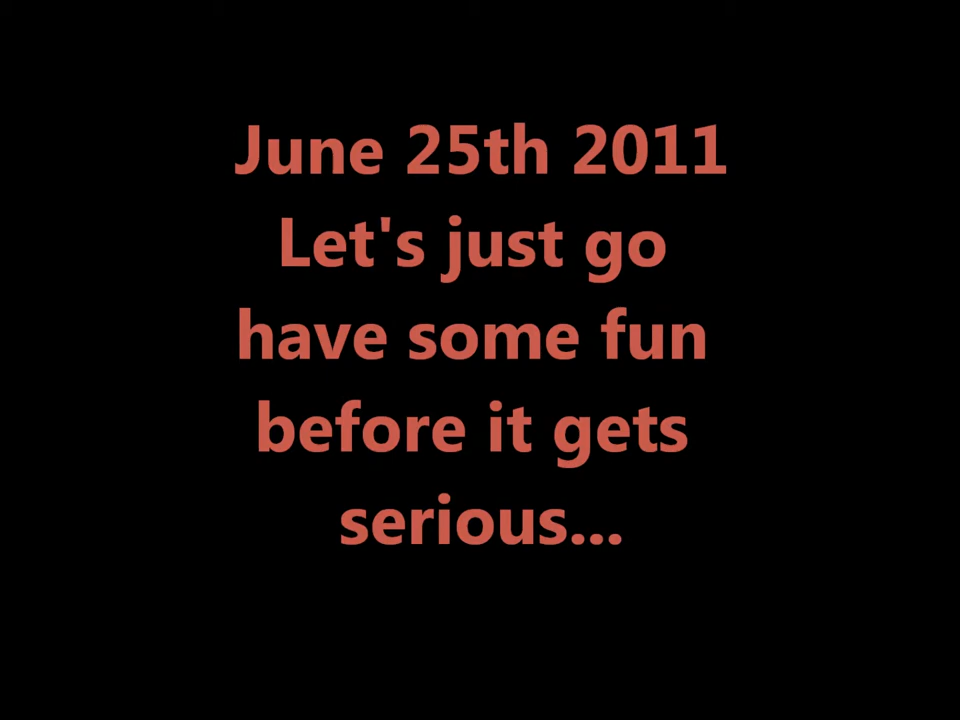 June 25th 2011
Let's just go
have some fun
before it gets
serious...